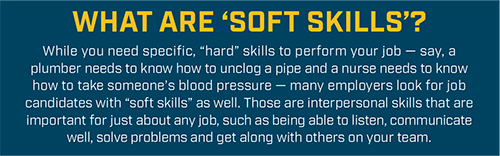 WHAT ARE ‘SOFT SKILLS’?
While you need specific, “hard” skills to perform your job — say, a
plumber needs to know how to unclog a pipe and a nurse needs to know
how to take someone’s blood pressure — many employers look for job
candidates with “soft skills” as well. Those are interpersonal skills that are
important for just about any job, such as being able to listen, communicate
well, solve problems and get along with others on your team.